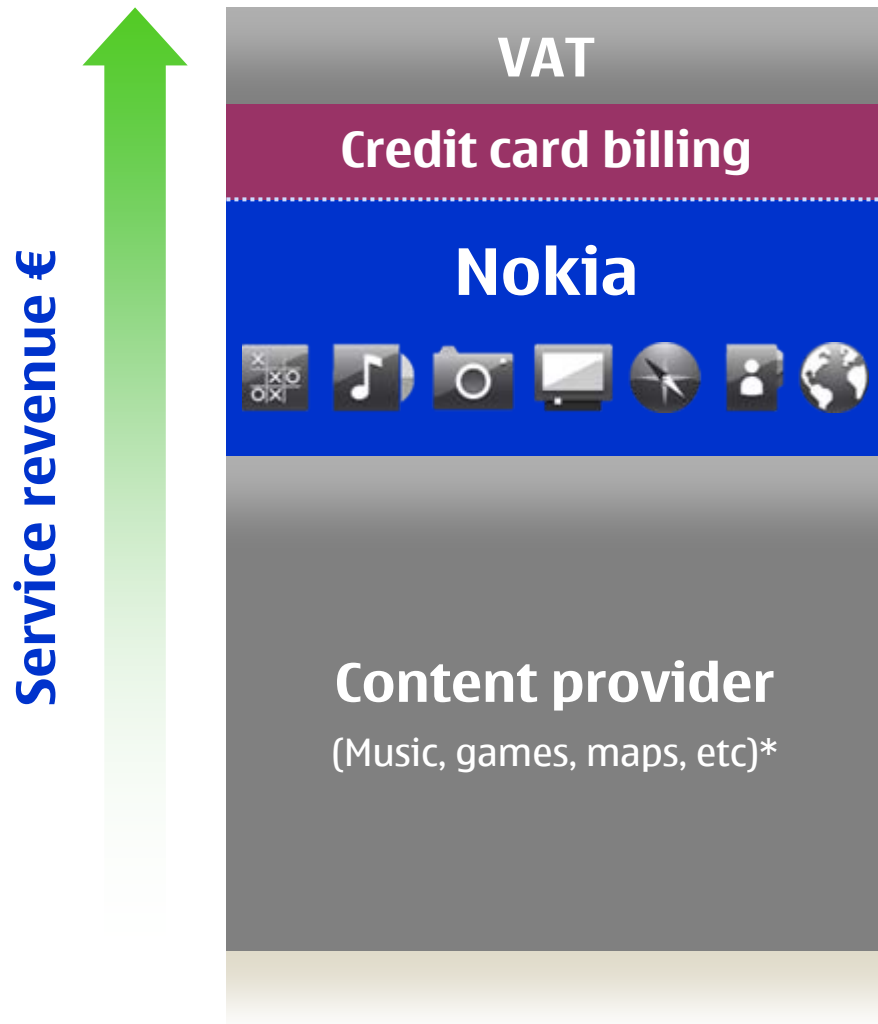 VAT
Credit card billing
Nokia
Service revenue €
Content provider
(Music, games, maps, etc)*